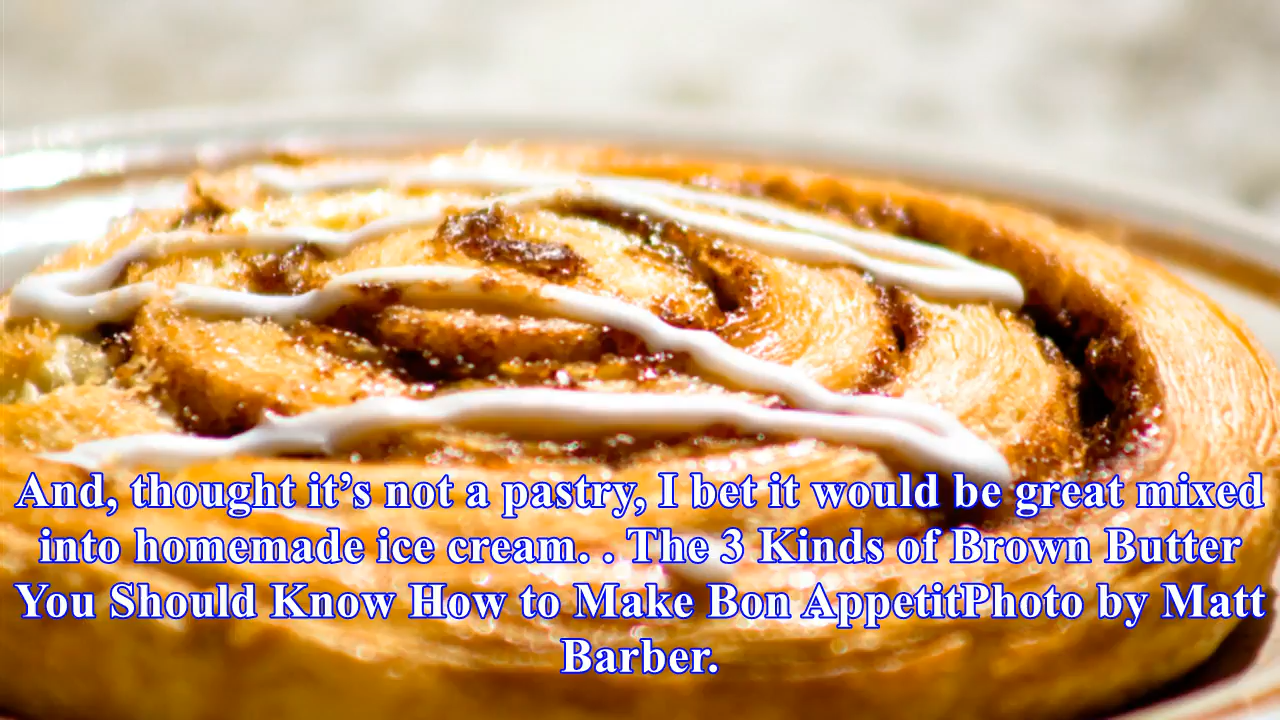 And, thought it’s not a pastry, I bet it would be great mixed
into homemade ice cream. . The 3 Kinds of Brown Butter
You Should Know How to Make Bon AppetitPhoto by Matt
Barber.